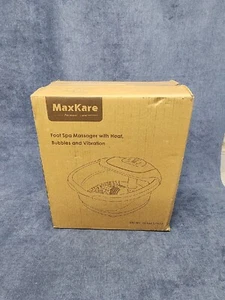 MaxKare
Foot Spa Massager with Heat,
Bubbles and Vibration